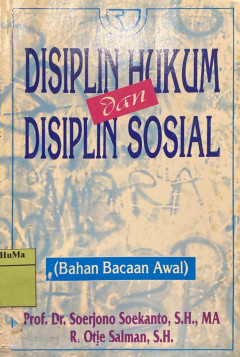 DISIPLIN HUKUM
dan
DISIPLIN SOSIAL
HuMa
(Bahan Bacaan Awal)
Prof. Dr. Soerjono Soekanto, S.H., MA
R. Otje Salman, S.H.